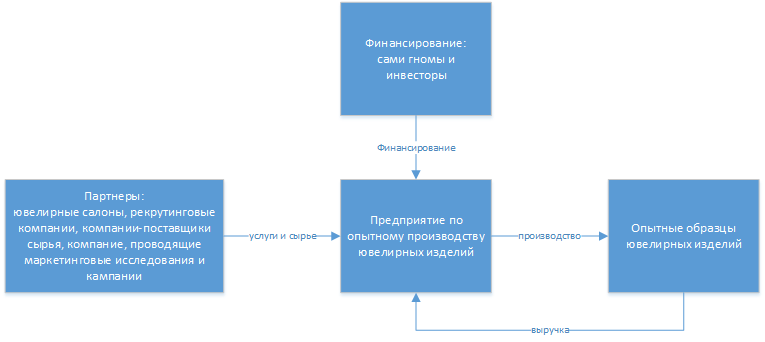 Финансирование:
сами гномы и
инвесторы
Финансирование
Партнеры:
ювелирные салоны, рекрутинговые
компании, компании-поставщики
сырья, компание, проводящие
маркетинговые исследования и
кампании
услуги и сырье
Предприятие по
опытному производству
ювелирных изделий
производство
Опытные образцы
ювелирных изделий
выручка